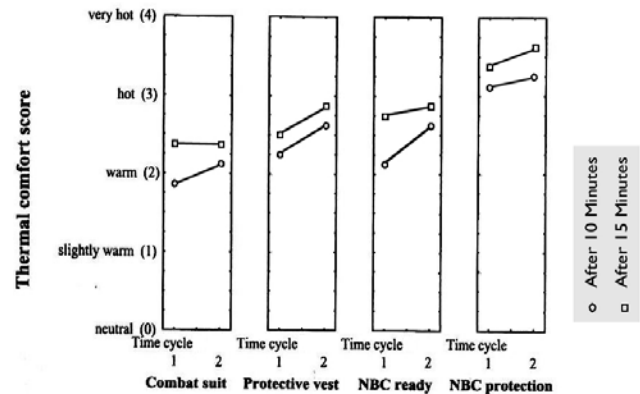 Thermal comfort score
very hot (4)
hot (3)
warm (2)
slightly warm (1)
neutral (0)
Time cycle Time cycle Time cycle Time cycle
1 2 1 2 1 2 1 2
Combat suit Protective vest NBC ready NBC protection
○ After 10 Minutes
□ After 15 Minutes